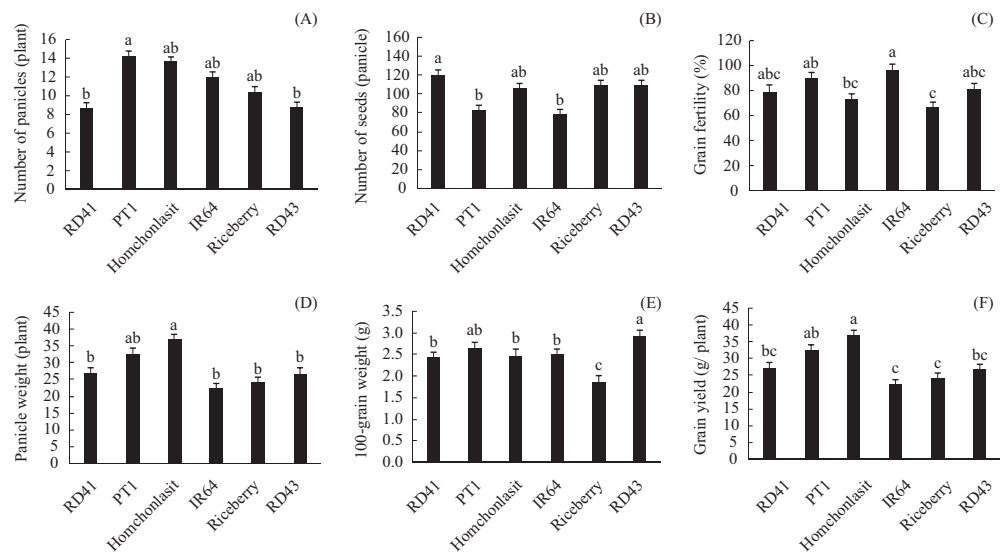 (A)
Number of panicles (plant)
16
14
12
10
8
6
4
2
0
b
a
ab
ab
ab
b
RD41
PT1
Homchonlasit
IR64
Riceberry
RD43
(B)
Number of seeds (panicle)
160
140
120
100
80
60
40
20
0
a
b
ab
b
ab
ab
RD41
PT1
Homchonlasit
IR64
Riceberry
RD43
(C)
Grain fertility (%)
120
100
80
60
40
20
0
abc
ab
bc
a
c
abc
RD41
PT1
Homchonlasit
IR64
Riceberry
RD43
(D)
Panicle weight (plant)
45
40
35
30
25
20
15
10
5
0
b
ab
a
b
b
b
RD41
PT1
Homchonlasit
IR64
Riceberry
RD43
(E)
100-grain weight (g)
3.5
3.0
2.5
2.0
1.5
1.0
0.5
0.0
b
ab
b
b
c
a
RD41
PT1
Homchonlasit
IR64
Riceberry
RD43
(F)
Grain yield (g/ plant)
45
40
35
30
25
20
15
10
5
0
bc
ab
a
c
c
bc
RD41
PT1
Homchonlasit
IR64
Riceberry
RD43